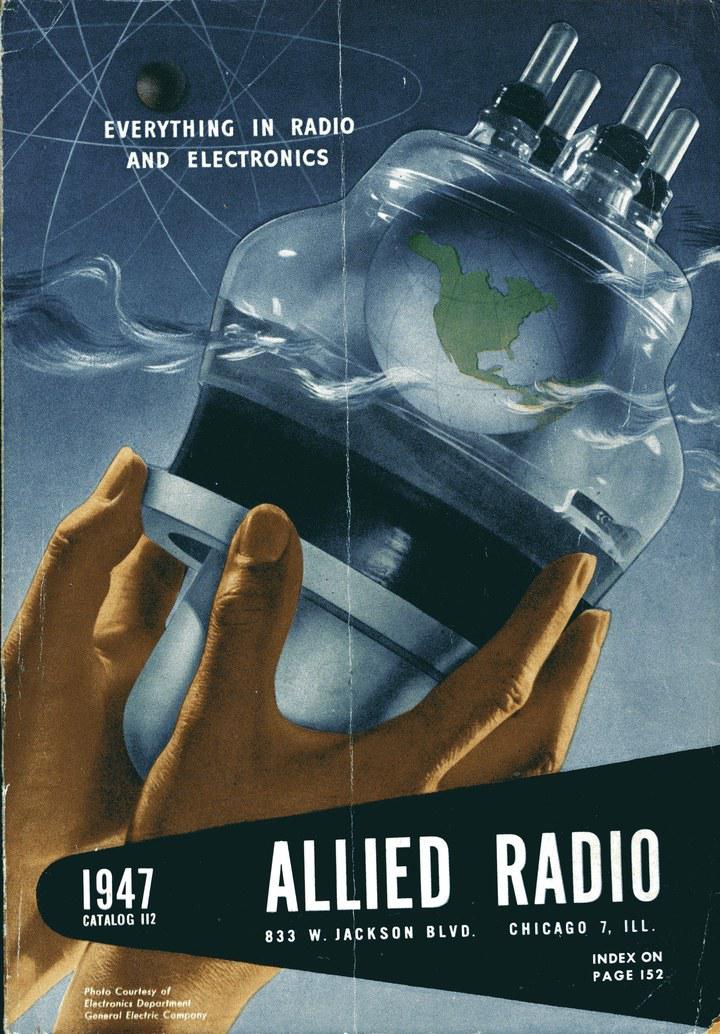 EVERYTHING IN RADIO
AND ELECTRONICS
1947
CATALOG 112
ALLIED RADIO
833 W. JACKSON BLVD. CHICAGO 7, ILL.
INDEX ON
PAGE 152
Photo Courtesy of
Electronics Department
General Electric Company